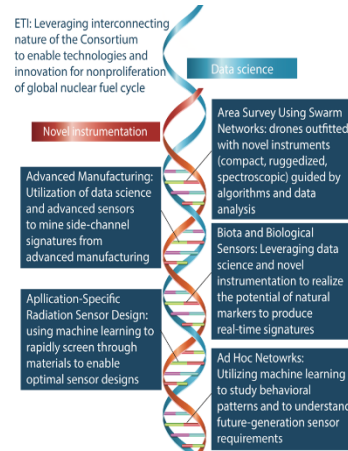 ETI: Leveraging interconnecting
nature of the Consortium
to enable technologies and
innovation for nonproliferation
of global nuclear fuel cycle
Data science
Novel instrumentation
Area Survey Using Swarm
Networks: drones outfitted
with novel instruments
(compact, ruggedized,
spectroscopic) guided by
algorithms and data
analysis
Advanced Manufacturing:
Utilization of data science
and advanced sensors
to mine side-channel
signatures from
advanced manufacturing
Biota and Biological
Sensors: Leveraging data
science and novel
instrumentation to realize
the potential of natural
markers to produce
real-time signatures
Apllication-Specific
Radiation Sensor Design:
using machine learning to
rapidly screen through
materials to enable
optimal sensor designs
Ad Hoc Netowrks:
Utilizing machine learning
to study behavioral
patterns and to understand
future-generation sensor
requirements